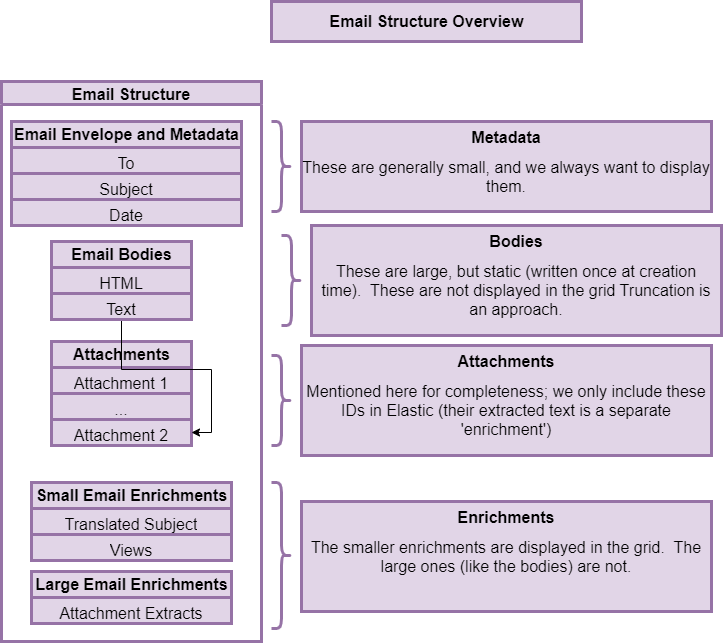 Email Structure Overview
Email Structure
Email Envelope and Metadata
To
Subject
Date
Metadata
These are generally small, and we always want to display
them.
Email Bodies
HTML
Text
Bodies
These are large, but static (written once at creation
time).  These are not displayed in the grid Truncation is
an approach.
Attachments
Attachment 1
...
Attachment 2
Attachments
Mentioned here for completeness; we only include these
IDs in Elastic (their extracted text is a separate
'enrichment')
Small Email Enrichments
Translated Subject
Views
Large Email Enrichments
Attachment Extracts
Enrichments
The smaller enrichments are displayed in the grid.  The
large ones (like the bodies) are not.